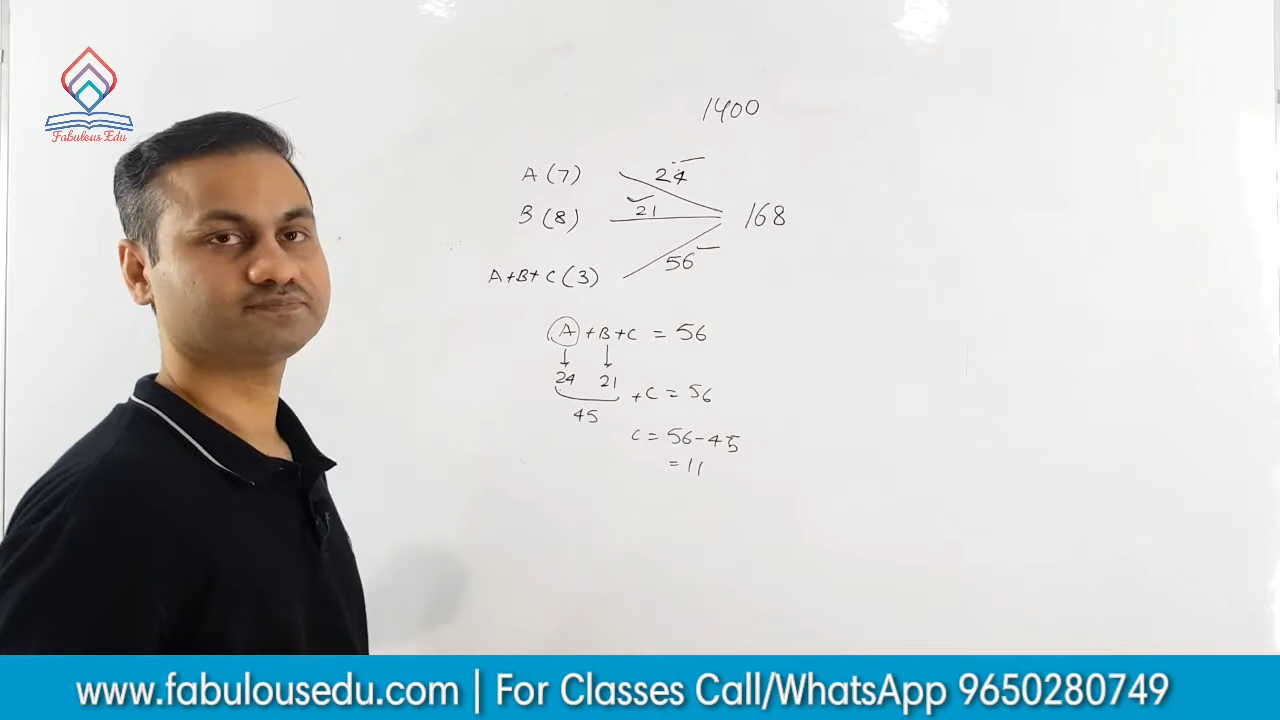 Fabuleus Edu
1400
A (7) 24
B (8) 21 168
A+B+C (3) 56
A +B+C = 56
24 21 +C = 56
45
C = 56-45
= 11
www.fabulousedu.com | For Classes Call/WhatsApp 9650280749